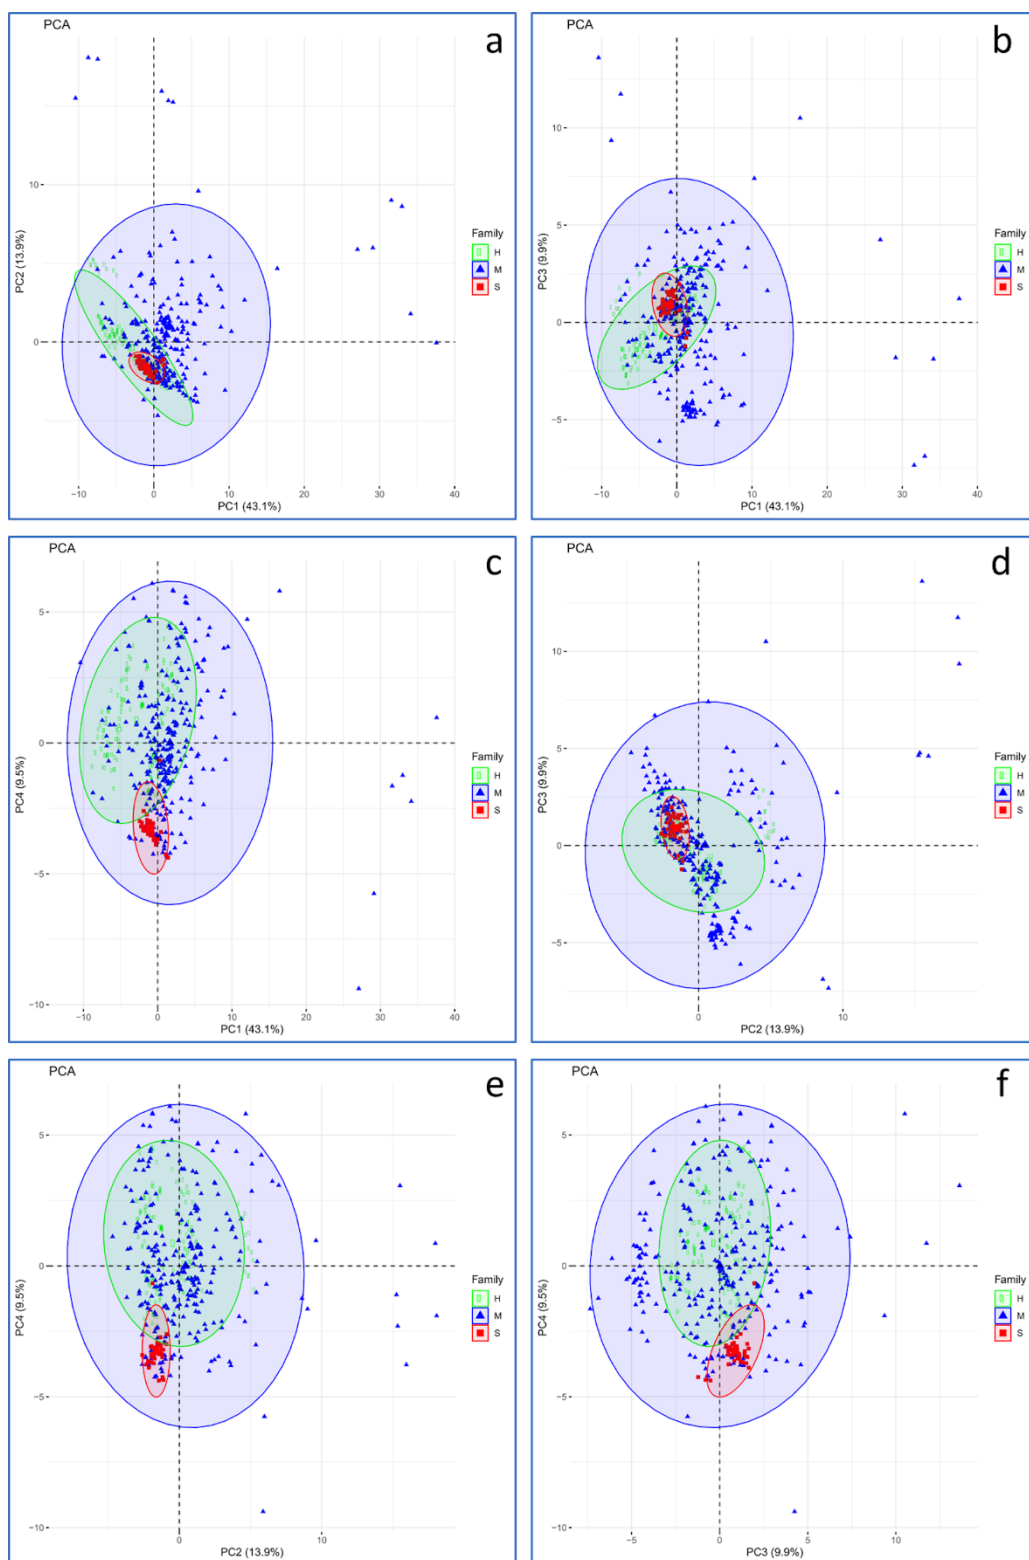 PCA
a
10
0
PC2 (13.9%)
−10
0
10
20
30
40
PC1 (43.1%)
Family
H
M
S
PCA
b
10
5
0
−5
PC3 (9.9%)
−10
0
10
20
30
40
PC1 (43.1%)
Family
H
M
S
PCA
c
5
0
−5
−10
PC4 (9.5%)
−10
0
10
20
30
40
PC1 (43.1%)
Family
H
M
S
PCA
d
10
5
0
−5
PC3 (9.9%)
0
10
PC2 (13.9%)
Family
H
M
S
PCA
e
5
0
−5
−10
PC4 (9.5%)
0
10
PC2 (13.9%)
Family
H
M
S
PCA
f
5
0
−5
−10
PC4 (9.5%)
−5
0
5
10
PC3 (9.9%)
Family
H
M
S